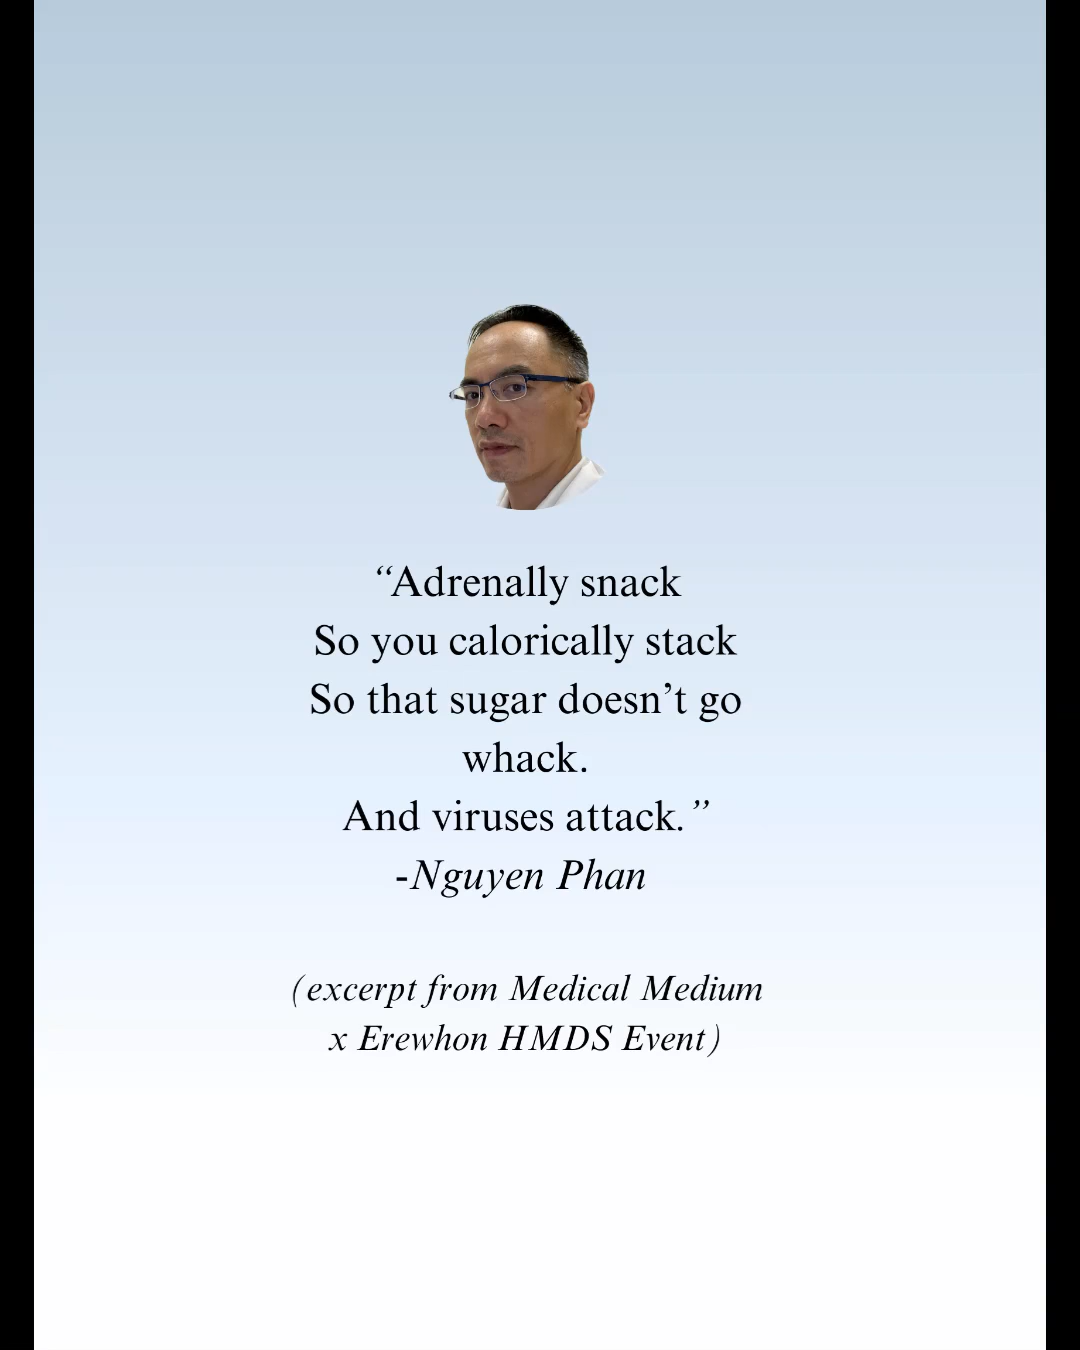 “Adrenally snack
So you calorically stack
So that sugar doesn’t go
whack.
And viruses attack.”
-Nguyen Phan
(excerpt from Medical Medium
x Erewhon HMDS Event)